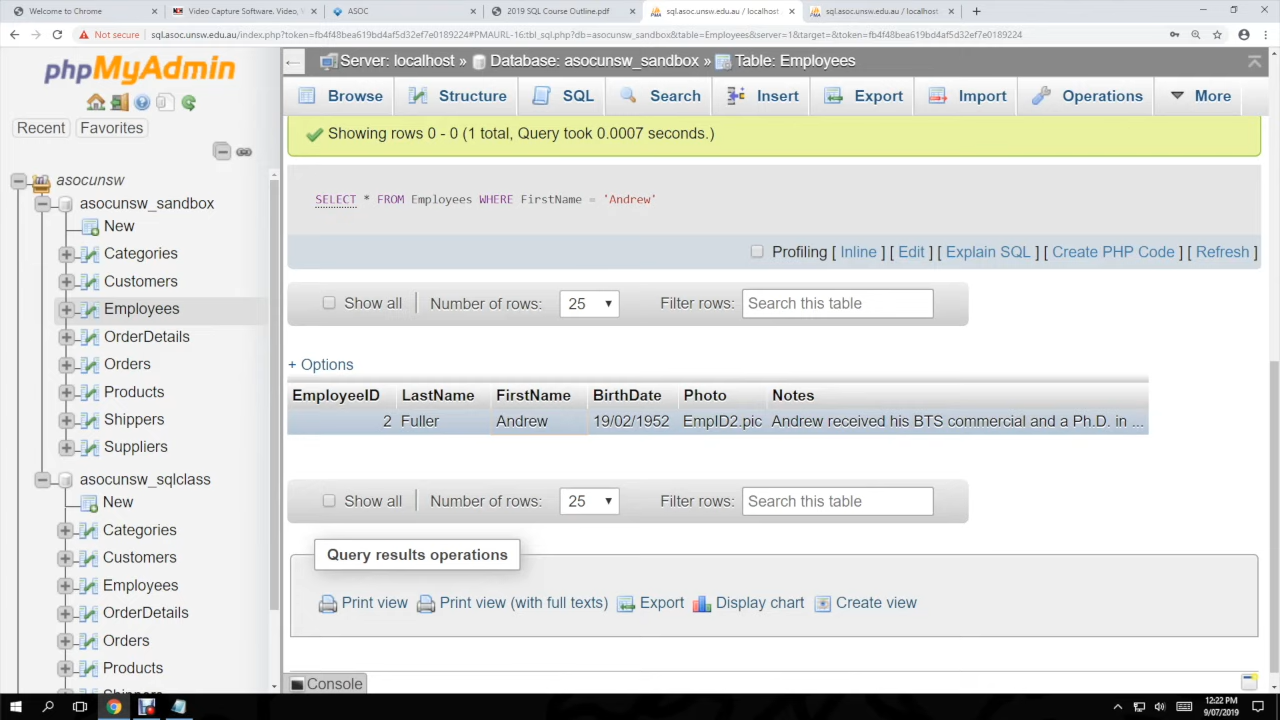 Welcome to Chrome
Video Capture Software. Video, V
ASOC
2019 SQL Course Outline.pdf
sql.asoc.unsw.edu.au / localhost
sql.asoc.unsw.edu.au / localhost
Not secure | sql.asoc.unsw.edu.au/index.php?token=fb4f48bea619bd4af5d32ef7e0189224#PMAURL-16:tbl_sql.php?db=asocunsw_sandbox&table=Employees&server=1&target=&token=fb4f48bea619bd4af5d32ef7e0189224
phpMyAdmin
Recent Favorites
asocunsw
asocunsw_sandbox
New
Categories
Customers
Employees
OrderDetails
Orders
Products
Shippers
Suppliers
asocunsw_sqlclass
New
Categories
Customers
Employees
OrderDetails
Orders
Products
Shippers
Server: localhost » Database: asocunsw_sandbox » Table: Employees
Browse Structure SQL Search Insert Export Import Operations More
Showing rows 0 - 0 (1 total, Query took 0.0007 seconds.)
SELECT * FROM Employees WHERE FirstName = 'Andrew'
Profiling [ Inline ] [ Edit ] [ Explain SQL ] [ Create PHP Code ] [ Refresh ]
Show all | Number of rows: 25 Filter rows: Search this table
+ Options
EmployeeID LastName FirstName BirthDate Photo Notes
2 Fuller Andrew 19/02/1952 EmpID2.pic Andrew received his BTS commercial and a Ph.D. in ...
Show all | Number of rows: 25 Filter rows: Search this table
Query results operations
Print view Print view (with full texts) Export Display chart Create view
Console
12:22 PM
9/07/2019